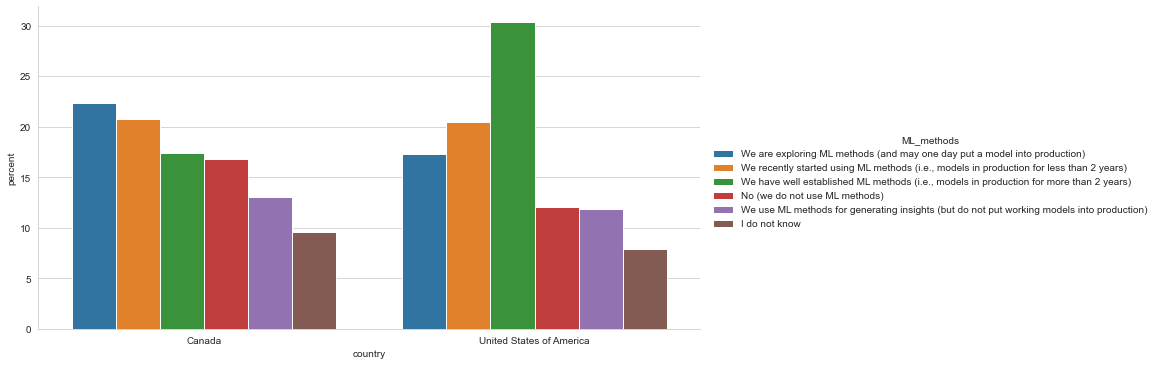 30
25
20
15
10
5
0
percent
Canada
United States of America
country
ML_methods
We are exploring ML methods (and may one day put a model into production)
We recently started using ML methods (i.e., models in production for less than 2 years)
We have well established ML methods (i.e., models in production for more than 2 years)
No (we do not use ML methods)
We use ML methods for generating insights (but do not put working models into production)
I do not know